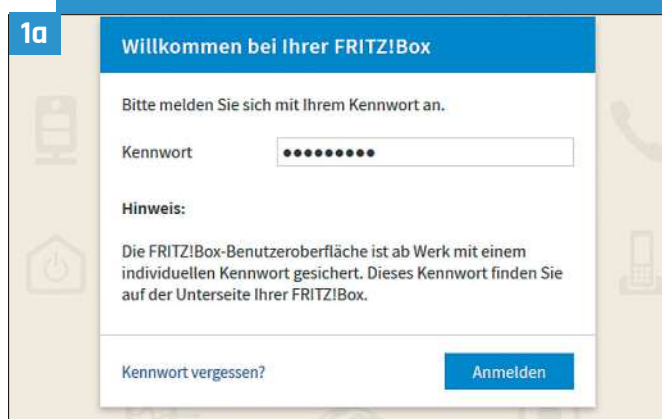 1a
Willkommen bei Ihrer FRITZ!Box
Bitte melden Sie sich mit Ihrem Kennwort an.
Kennwort •••••••••
Hinweis:
Die FRITZ!Box-Benutzeroberfläche ist ab Werk mit einem
individuellen Kennwort gesichert. Dieses Kennwort finden Sie
auf der Unterseite Ihrer FRITZ!Box.
Kennwort vergessen? Anmelden